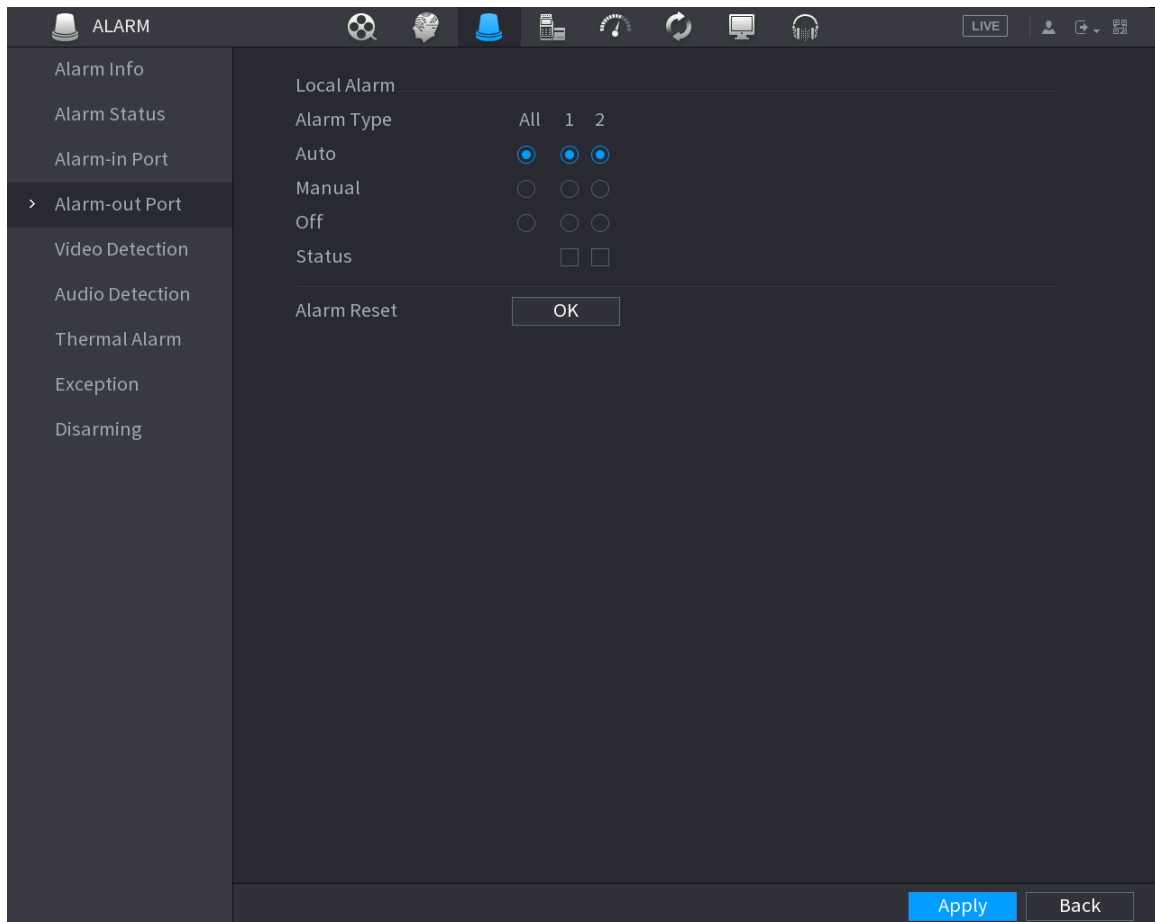 ALARM
LIVE
Alarm Info
Alarm Status
Alarm-in Port
Alarm-out Port
Video Detection
Audio Detection
Thermal Alarm
Exception
Disarming
Local Alarm
Alarm Type All 1 2
Auto
Manual
Off
Status
Alarm Reset OK
Apply Back